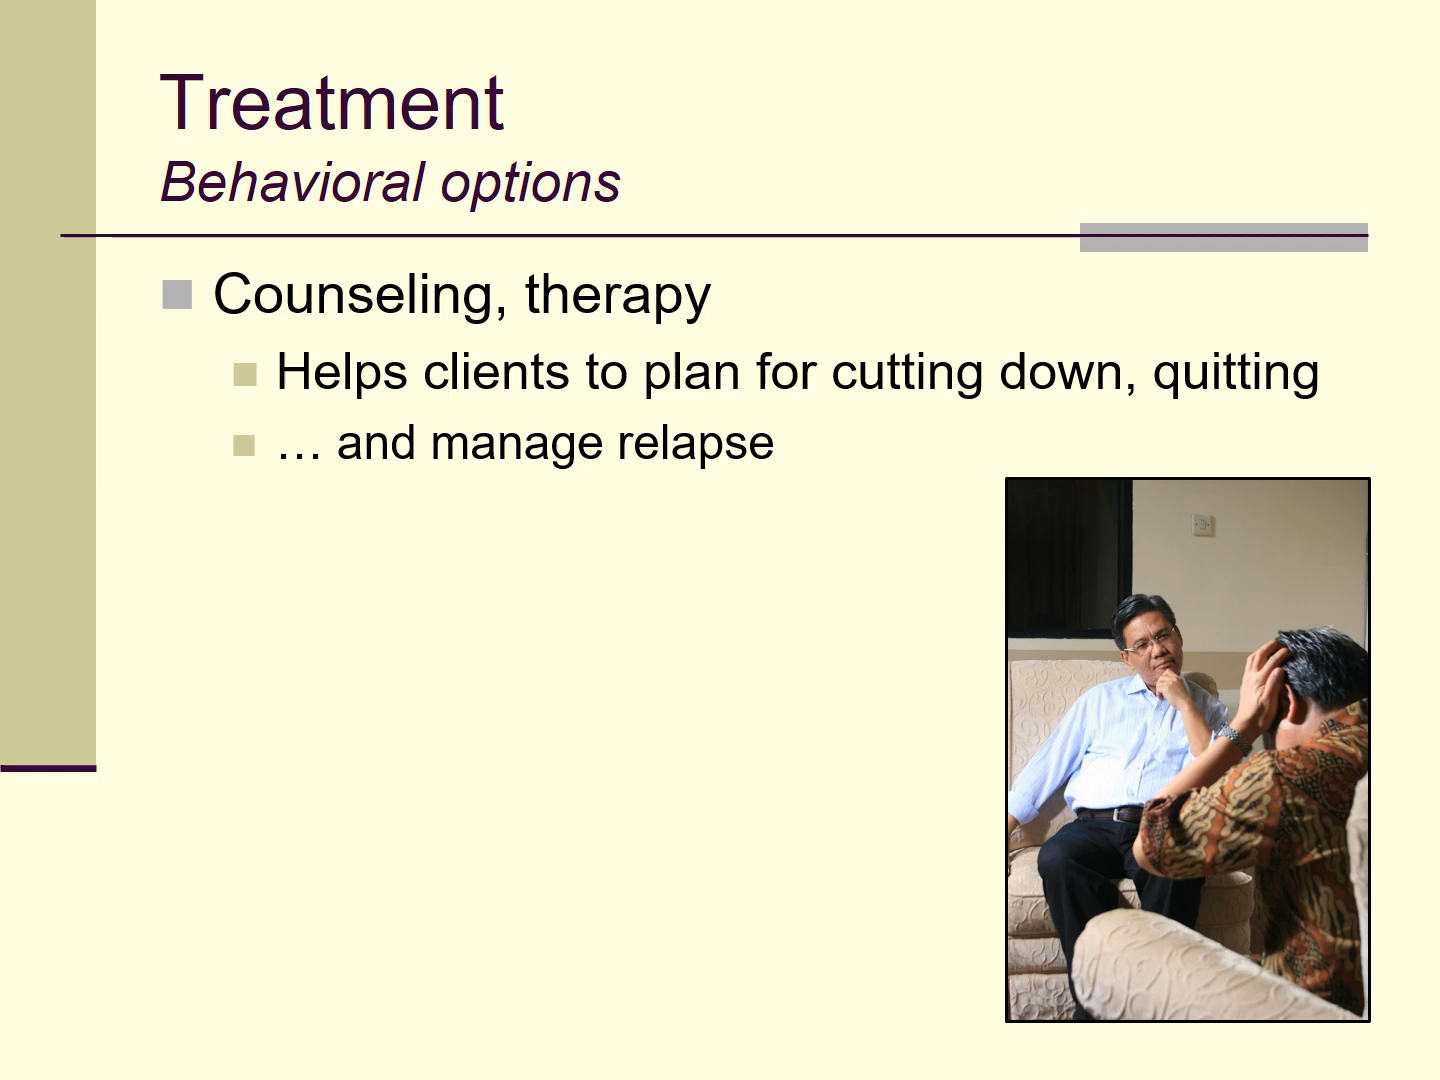 Treatment
Behavioral options
Counseling, therapy
Helps clients to plan for cutting down, quitting
… and manage relapse